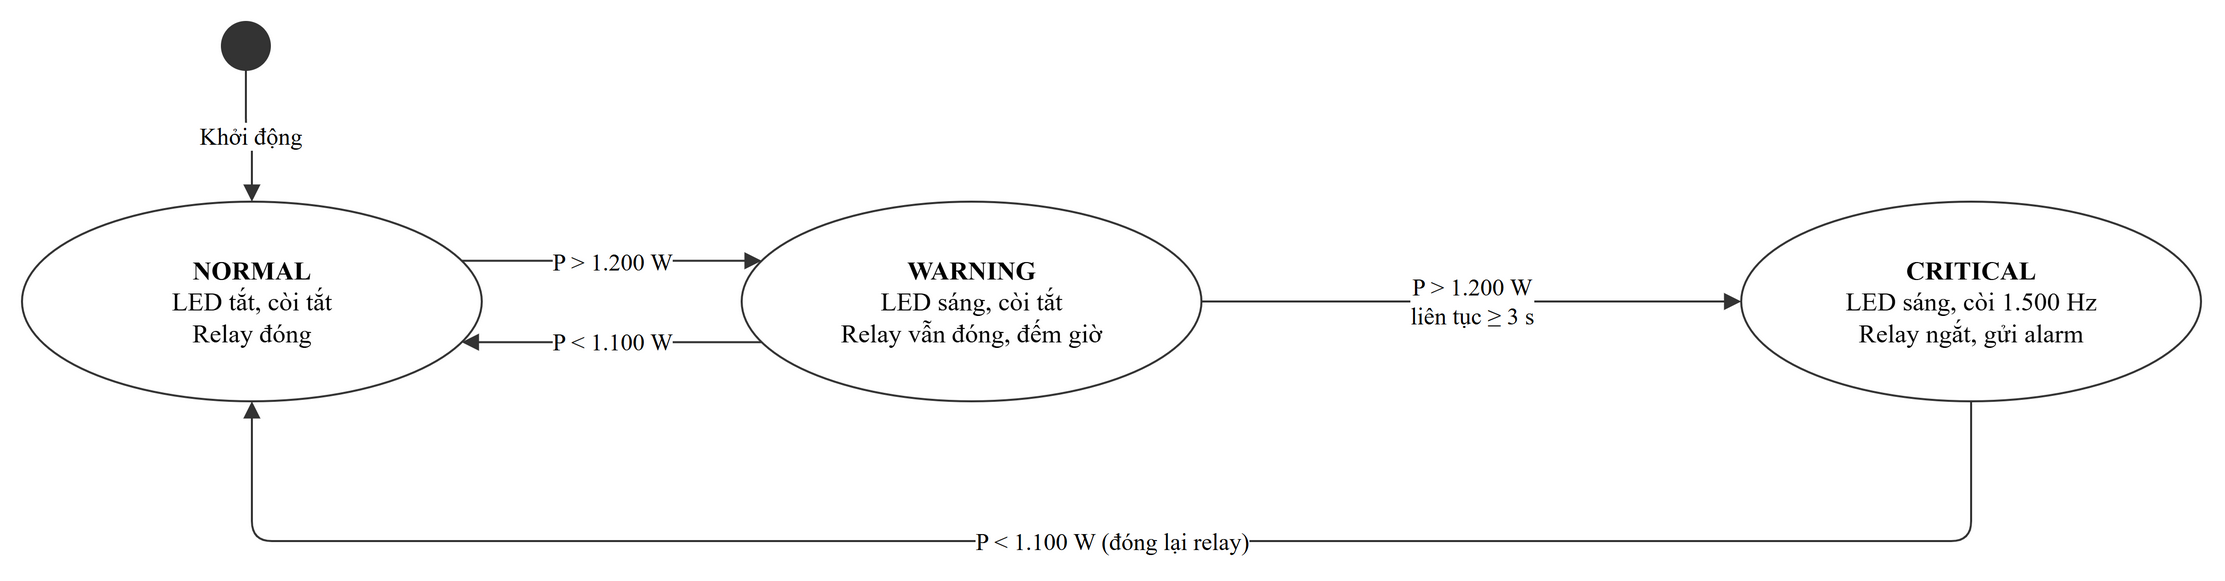 Khởi động
NORMAL
LED tắt, còi tắt
Relay đóng
P > 1.200 W
P < 1.100 W
WARNING
LED sáng, còi tắt
Relay vẫn đóng, đếm giờ
P > 1.200 W
liên tục ≥ 3 s
CRITICAL
LED sáng, còi 1.500 Hz
Relay ngắt, gửi alarm
P < 1.100 W (đóng lại relay)